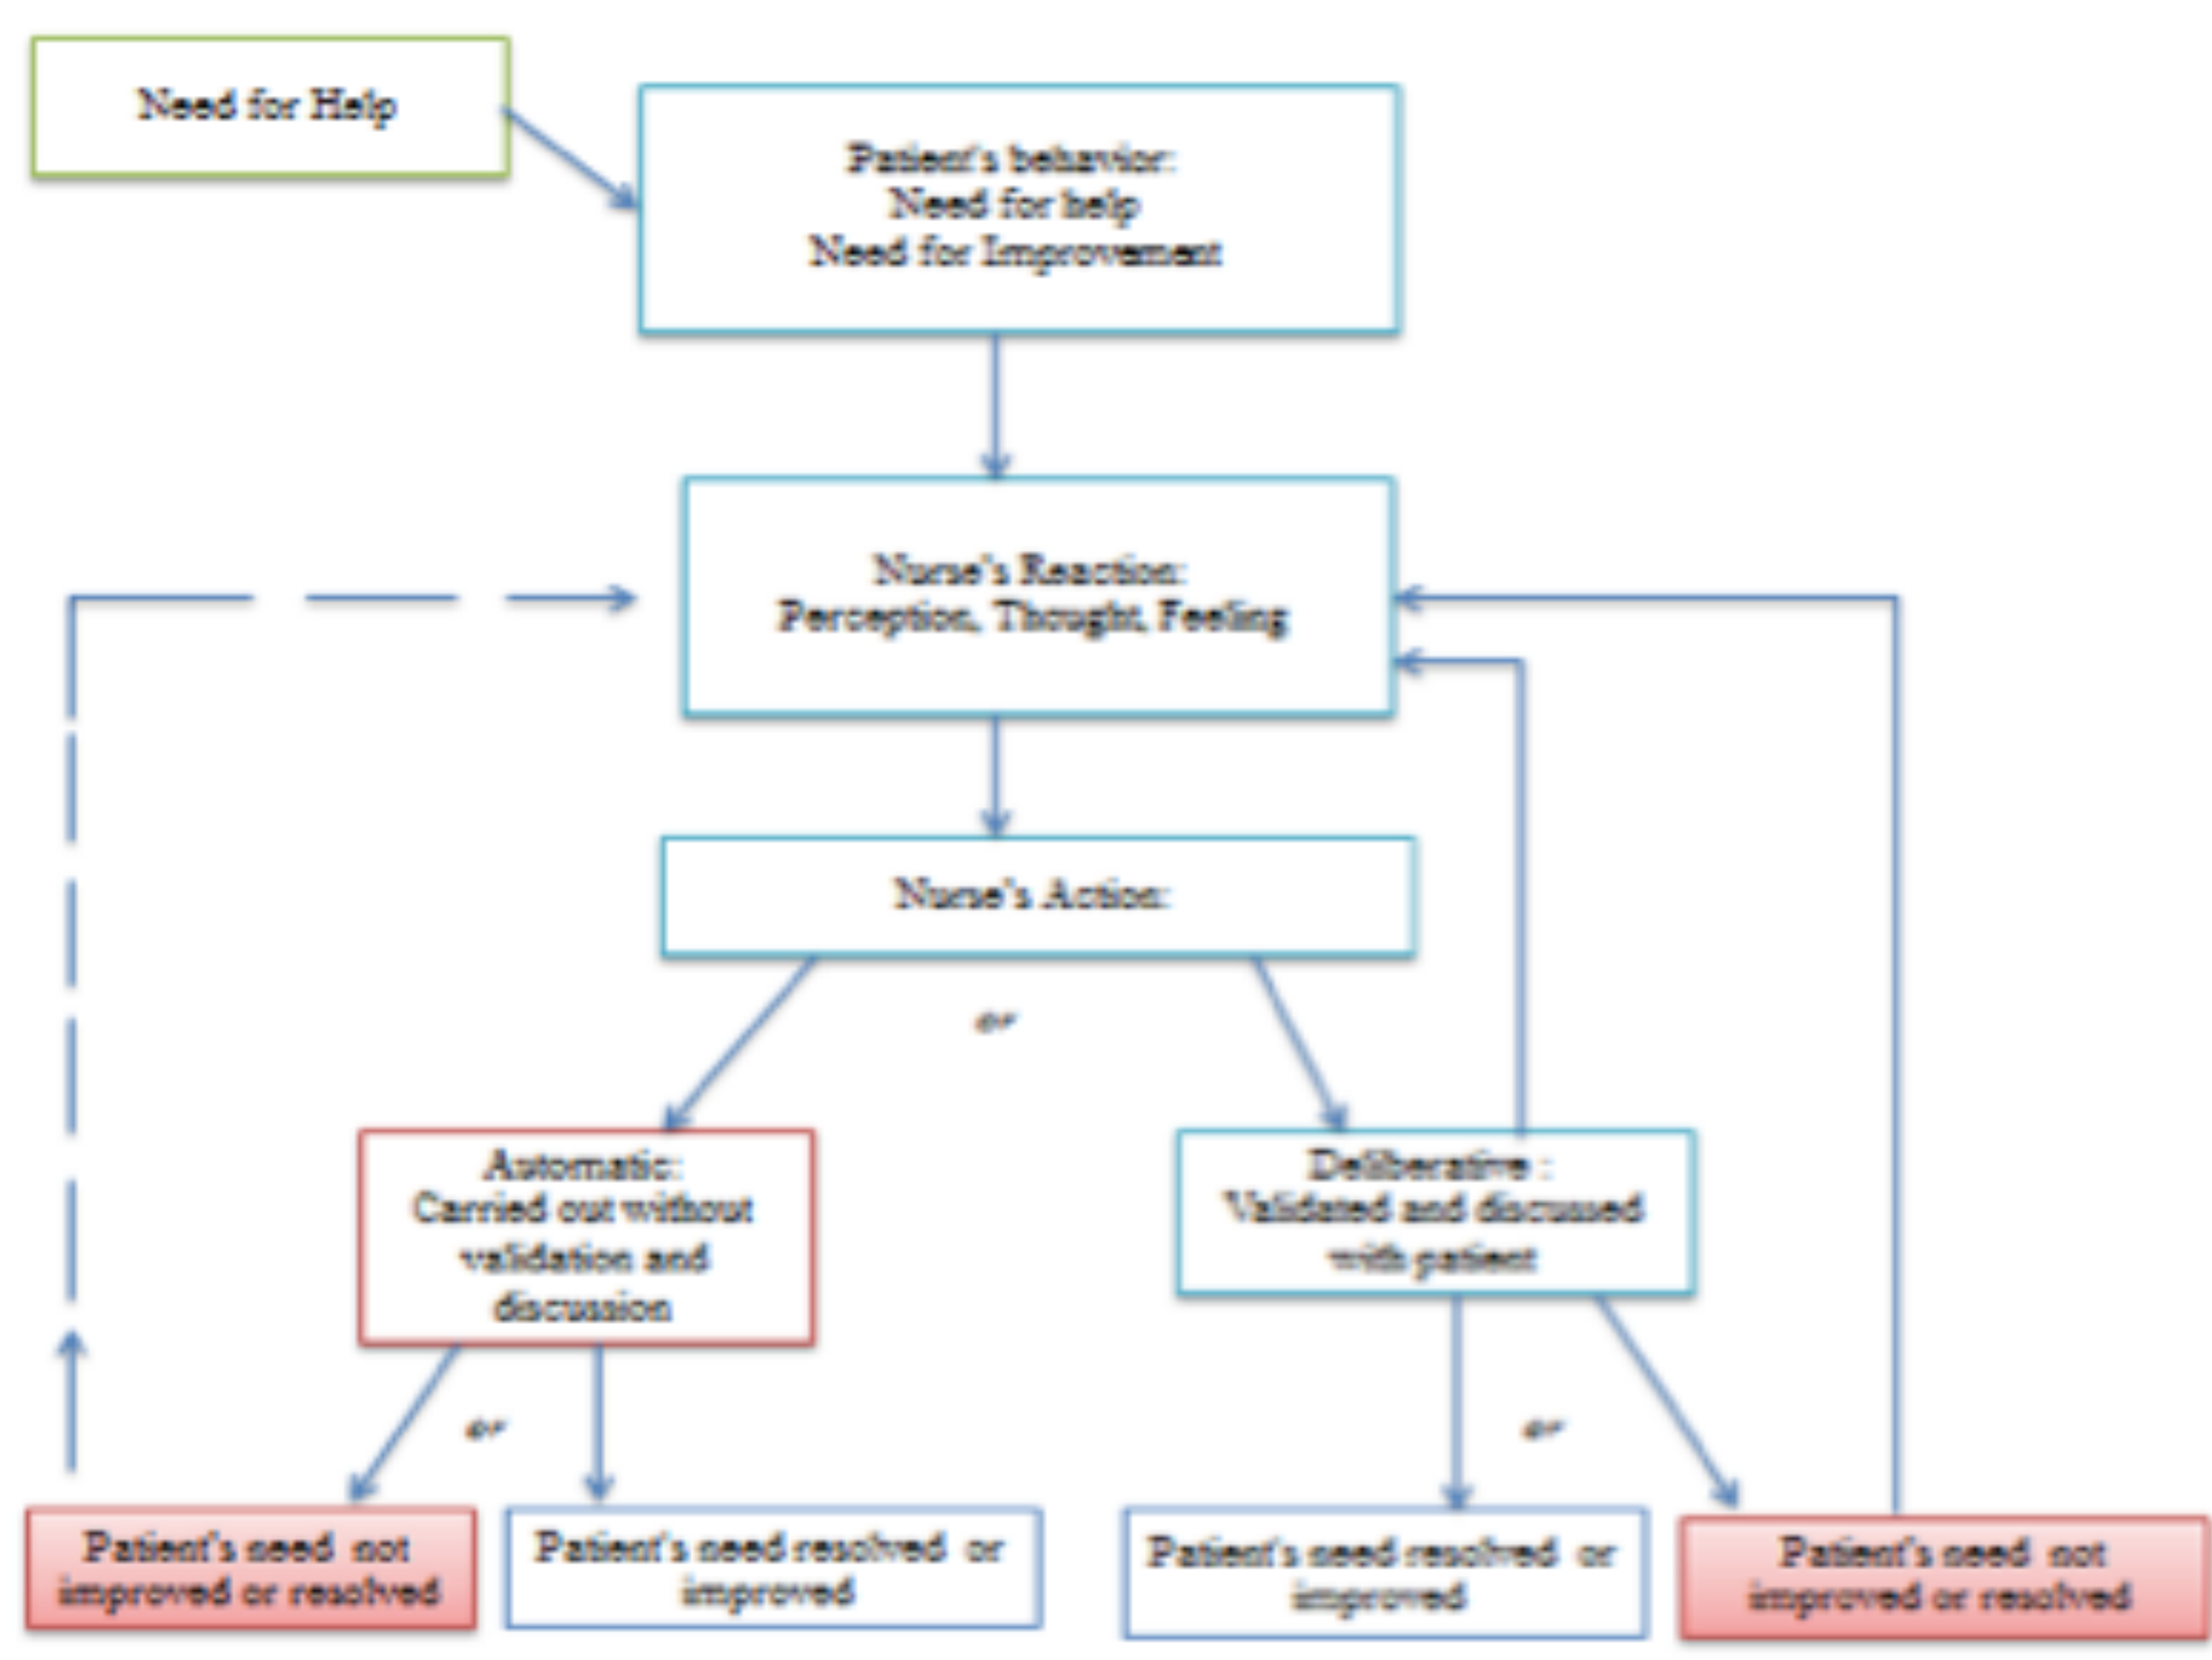 Need for Help
Patient's behavior:
Need for help
Need for Improvement
Nurse's Reaction:
Perception, Thought, Feeling
Nurse's Action:
or
Automatic:
Carried out without
validation and
discussion
Deliberative :
Validated and discussed
with patient
or
or
Patient's need not
improved or resolved
Patient's need resolved or
improved
Patient's need resolved or
improved
Patient's need not
improved or resolved